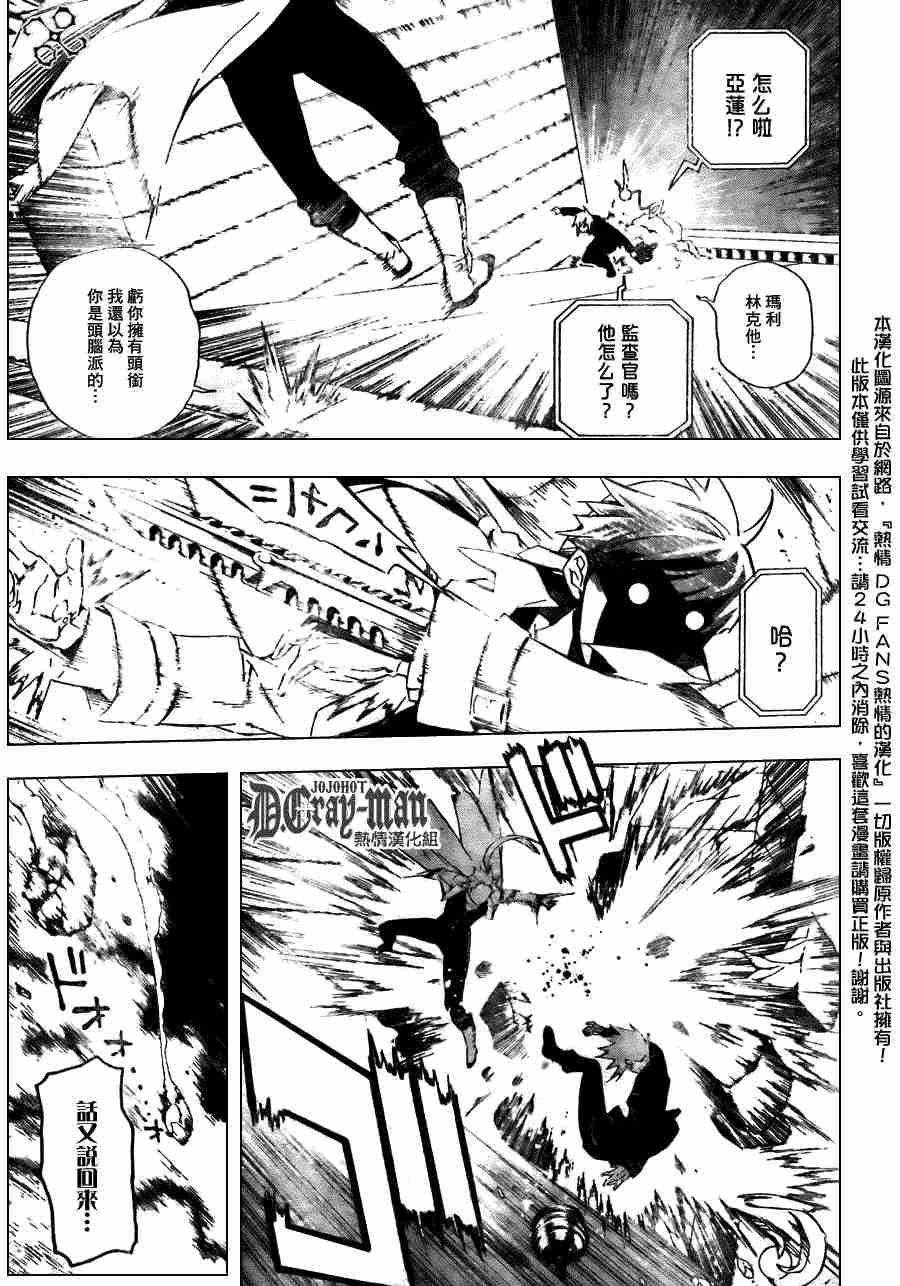 怎么啦
亞蓮!?
瑪利
林克他…
監查官嗎？
他怎么了？
虧你擁有頭銜
我還以為
你是頭腦派的…
哈？
JOJOHOT
D.Gray-man
熱情漢化組
ド
ドォォ
話又說回來…
本漢化圖源來自於網路，『熱情DG FANS熱情的漢化』一切版權歸原作者與出版社擁有！
此版本僅供學習試看交流…請24小時之內消除，喜歡這套漫畫請購買正版！謝謝。